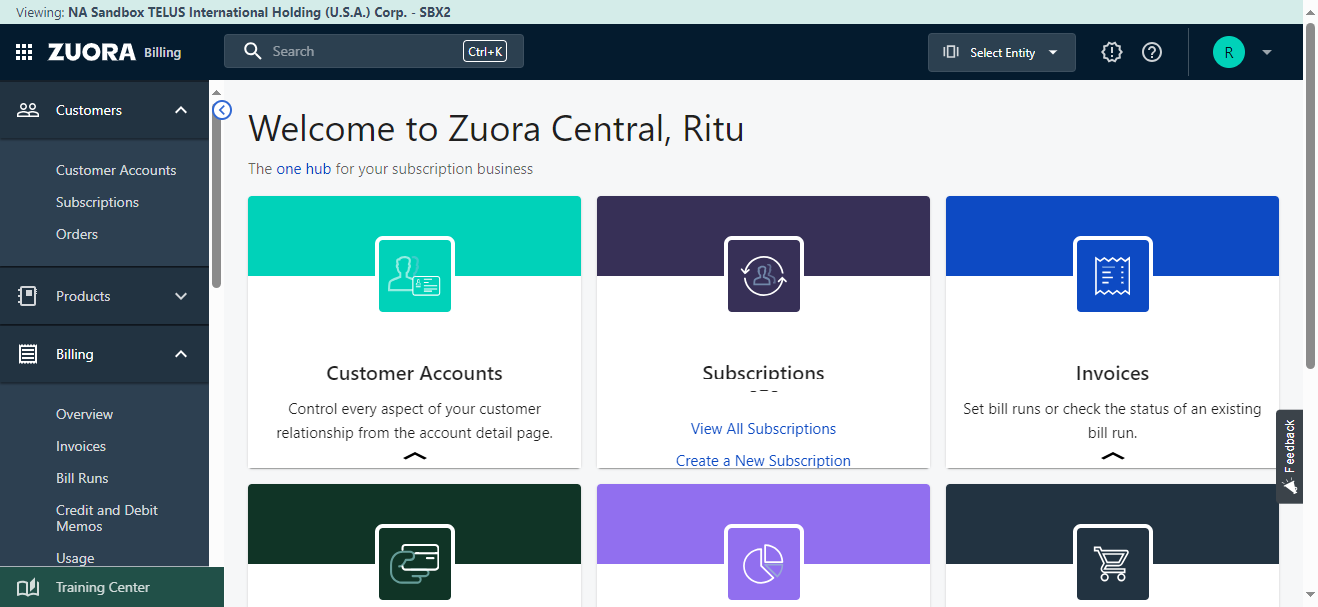 Viewing: NA Sandbox TELUS International Holding (U.S.A.) Corp. - SBX2
ZUORA Billing
Search
Ctrl+K
Select Entity
R
Customers
Customer Accounts
Subscriptions
Orders
Products
Billing
Overview
Invoices
Bill Runs
Credit and Debit
Memos
Usage
Training Center
Welcome to Zuora Central, Ritu
The one hub for your subscription business
Customer Accounts
Control every aspect of your customer
relationship from the account detail page.
Subscriptions
View All Subscriptions
Create a New Subscription
Invoices
Set bill runs or check the status of an existing
bill run.
Feedback